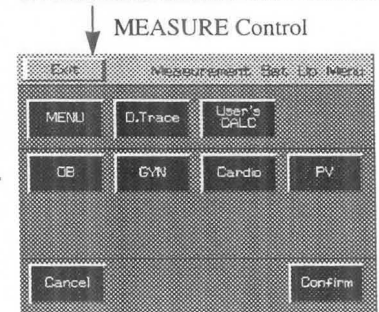 MEASURE Control
Exit Measurement Set Up Menu
MENU D.Trace User's CALC
OB GYN Cardio PV
Cancel Confirm